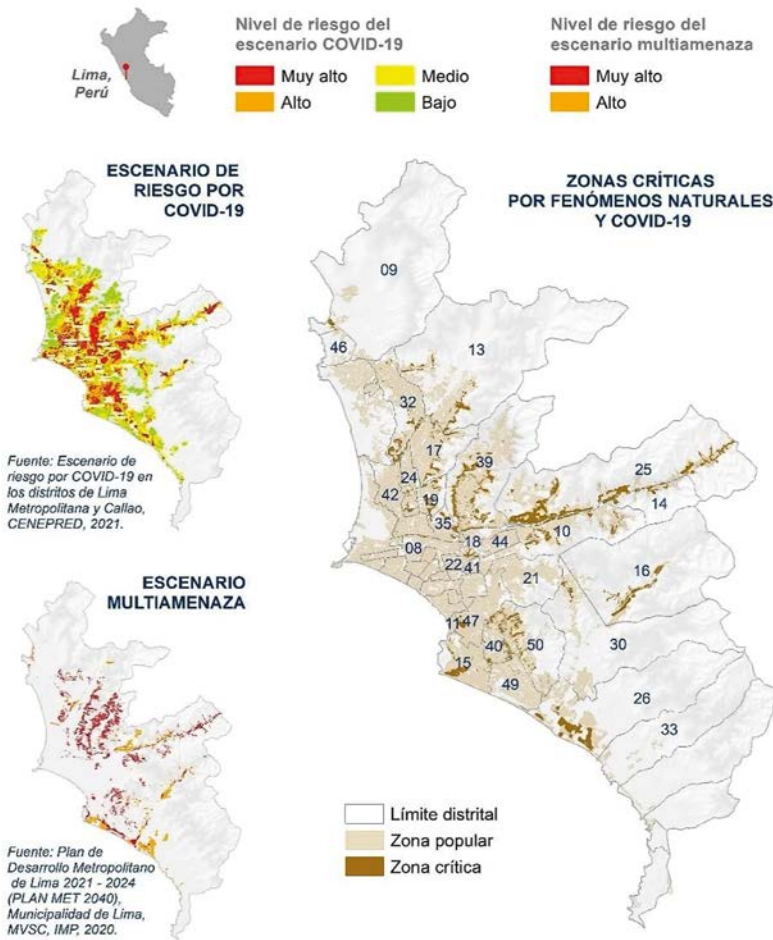 Lima,
Perú
Nivel de riesgo del
escenario COVID-19
Muy alto
Medio
Alto
Bajo
Nivel de riesgo del
escenario multiamenaza
Muy alto
Alto
ESCENARIO DE
RIESGO POR
COVID-19
Fuente: Escenario de
riesgo por COVID-19 en
los distritos de Lima
Metropolitana y Callao,
CENEPRED, 2021.
ESCENARIO
MULTIAMENAZA
Fuente: Plan de
Desarrollo Metropolitano
de Lima 2021 - 2024
(PLAN MET 2040),
Municipalidad de Lima,
MVSC, IMP, 2020.
ZONAS CRÍTICAS
POR FENÓMENOS NATURALES
Y COVID-19
09
46
13
32
17
39
25
24
14
42
19
35
10
18
44
08
22
41
21
16
11
47
40
50
30
15
49
26
33
Límite distrital
Zona popular
Zona crítica